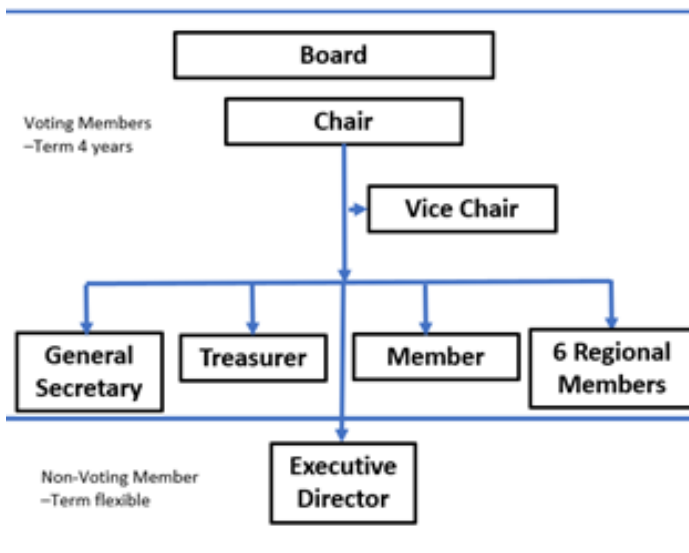 Board
Voting Members
–Term 4 years
Chair
Vice Chair
General
Secretary
Treasurer
Member
6 Regional
Members
Non-Voting Member
–Term flexible
Executive
Director